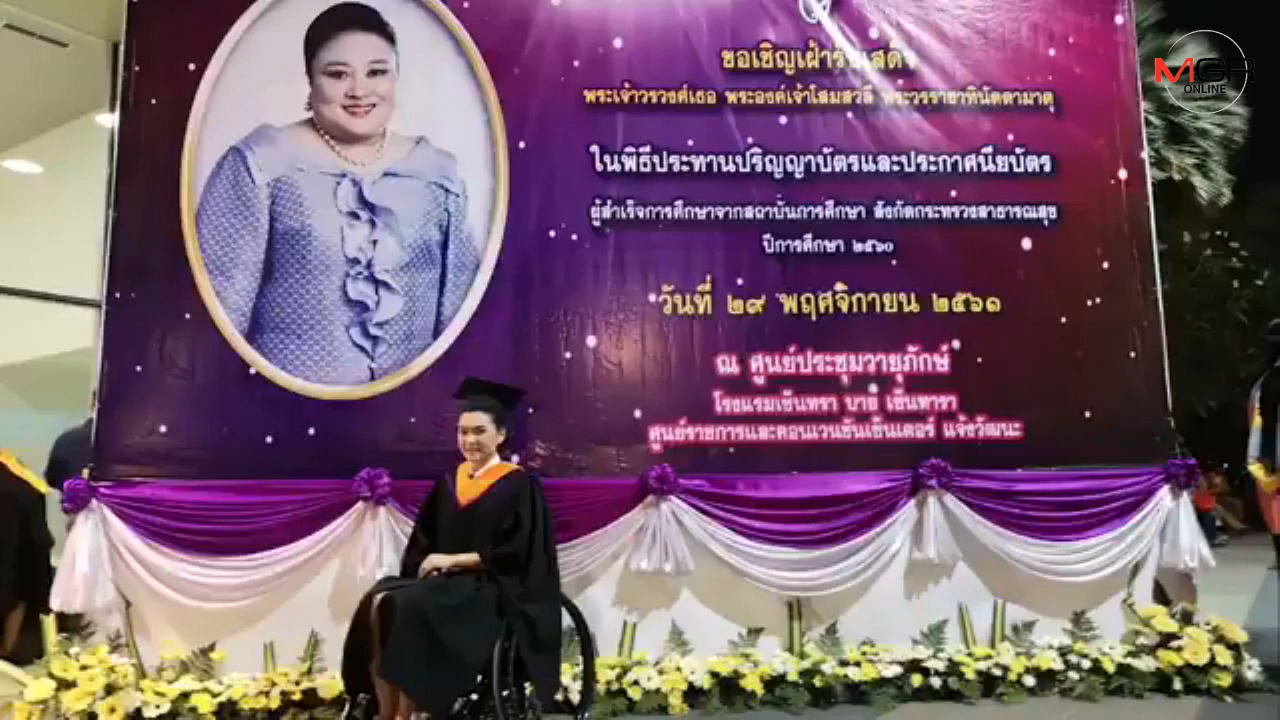 ขอเชิญเฝ้ารับเสด็จ
พระเจ้าวรวงศ์เธอ พระองค์เจ้าโสมสวลี พระวรราชาทินัดดามาตุ
ในพิธีประทานปริญญาบัตรและประกาศนียบัตร
ผู้สำเร็จการศึกษาจากสถาบันการศึกษา สังกัดกระทรวงสาธารณสุข
ปีการศึกษา ๒๕๖๐
วันที่ ๒๙ พฤศจิกายน ๒๕๖๑
ณ ศูนย์ประชุมวายุภักษ์
โรงแรมเซ็นทรา บาย เซ็นทารา
ศูนย์ราชการและคอนเวนชันเซ็นเตอร์ แจ้งวัฒนะ
MGR
ONLINE